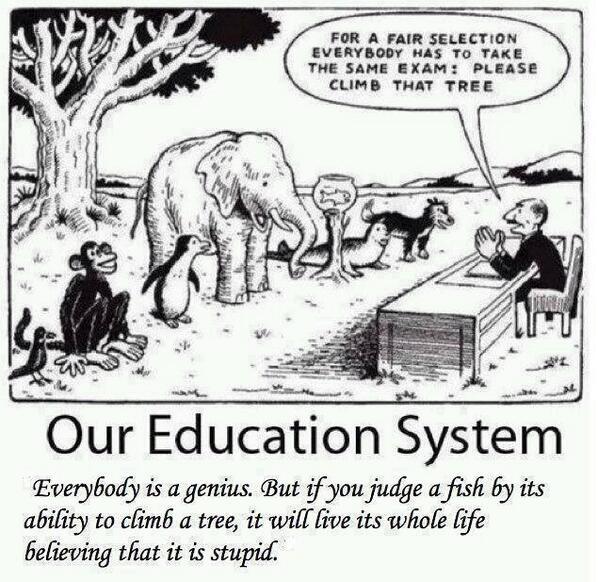 FOR A FAIR SELECTION
EVERYBODY HAS TO TAKE
THE SAME EXAM: PLEASE
CLIMB THAT TREE
Our Education System
Everybody is a genius. But if you judge a fish by its
ability to climb a tree, it will live its whole life
believing that it is stupid.